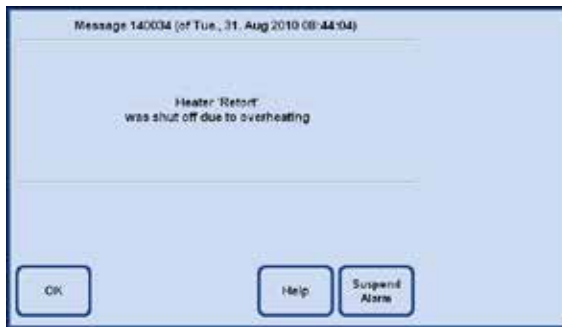 Message 140034 (of Tue., 31. Aug 2010 08:44:04)
Heater 'Retort'
was shut off due to overheating
OK
Help
Suspend
Alarm